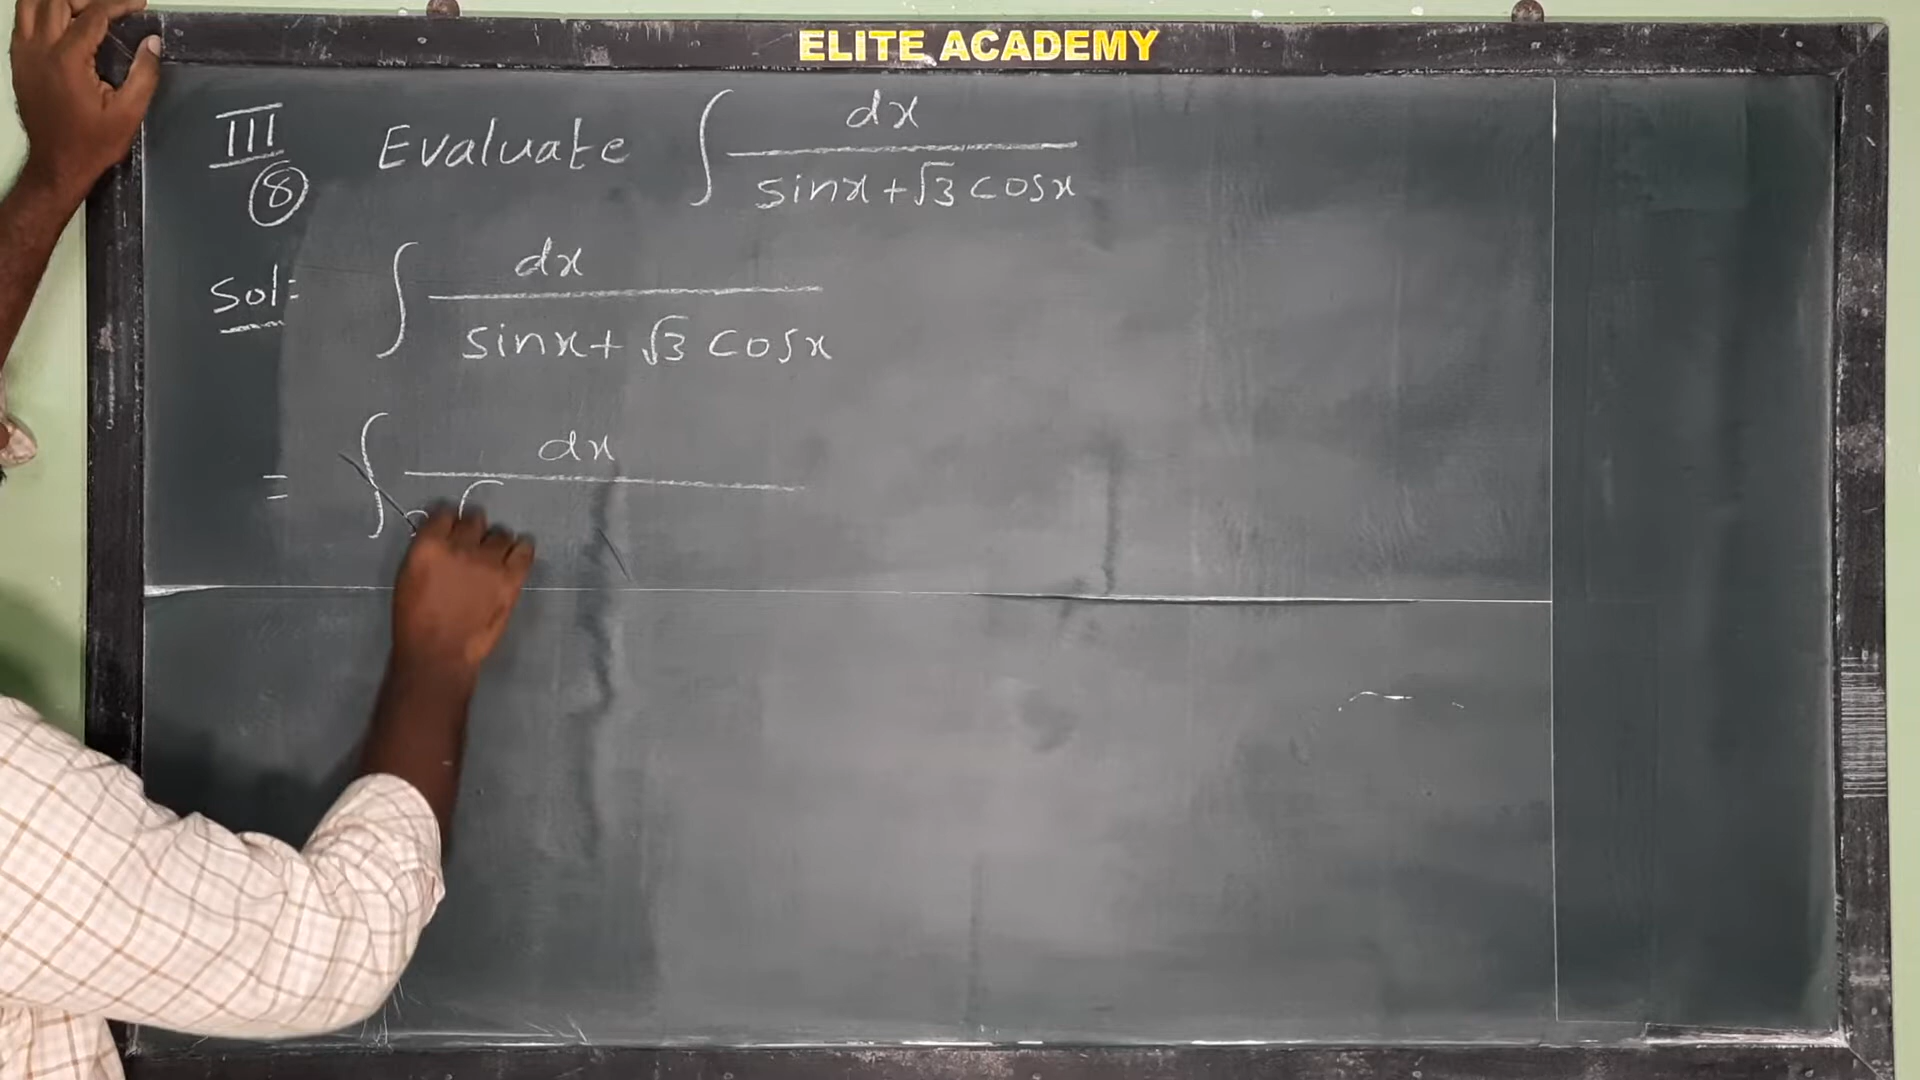 ELITE ACADEMY
III
⑧ Evaluate ∫ dx / (sinx + √3 cosx)
Sol: ∫ dx / (sinx + √3 cosx)
= ∫ dx